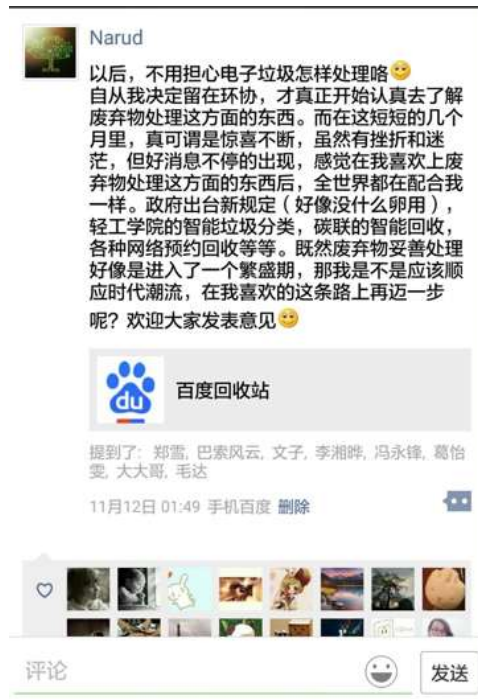 Narud
以后，不用担心电子垃圾怎样处理咯
自从我决定留在环协，才真正开始认真去了解
废弃物处理这方面的东西。而在这短短的几个
月里，真可谓是惊喜不断，虽然有挫折和迷
茫，但好消息不停的出现，感觉在我喜欢上废
弃物处理这方面的东西后，全世界都在配合我
一样。政府出台新规定（好像没什么卵用），
轻工学院的智能垃圾分类，碳联的智能回收，
各种网络预约回收等等。既然废弃物妥善处理
好像是进入了一个繁盛期，那我是不是应该顺
应时代潮流，在我喜欢的这条路上再迈一步
呢？欢迎大家发表意见
du
百度回收站
提到了：郑雪, 巴索风云, 文子, 李湘晔, 冯永锋, 葛怡
雯, 大大哥, 毛达
11月12日 01:49 手机百度 删除
评论
发送